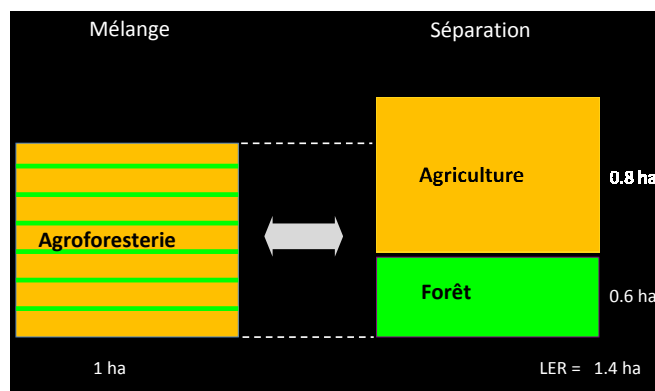 Mélange
Séparation
Agroforesterie
Agriculture
0.8 ha
Forêt
0.6 ha
1 ha
LER = 1.4 ha